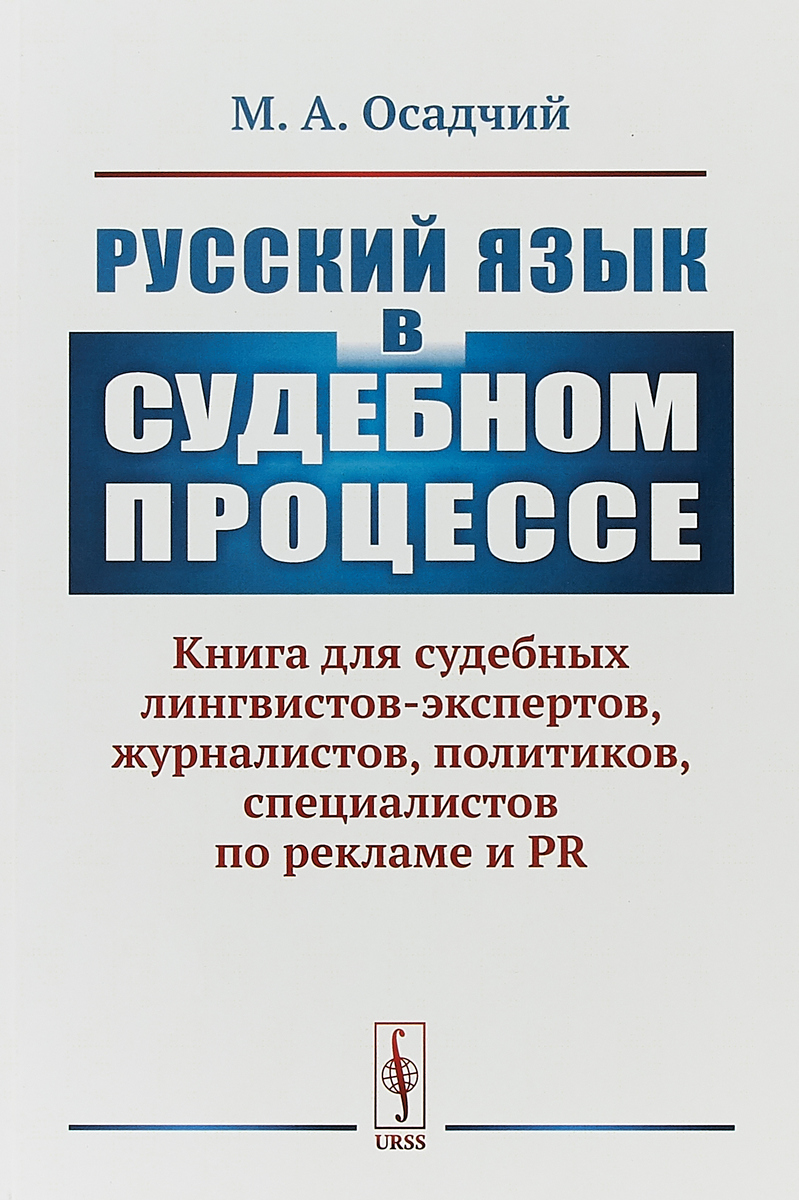 М. А. Осадчий
РУССКИЙ ЯЗЫК
В
СУДЕБНОМ
ПРОЦЕССЕ
Книга для судебных
лингвистов-экспертов,
журналистов, политиков,
специалистов
по рекламе и PR
URSS